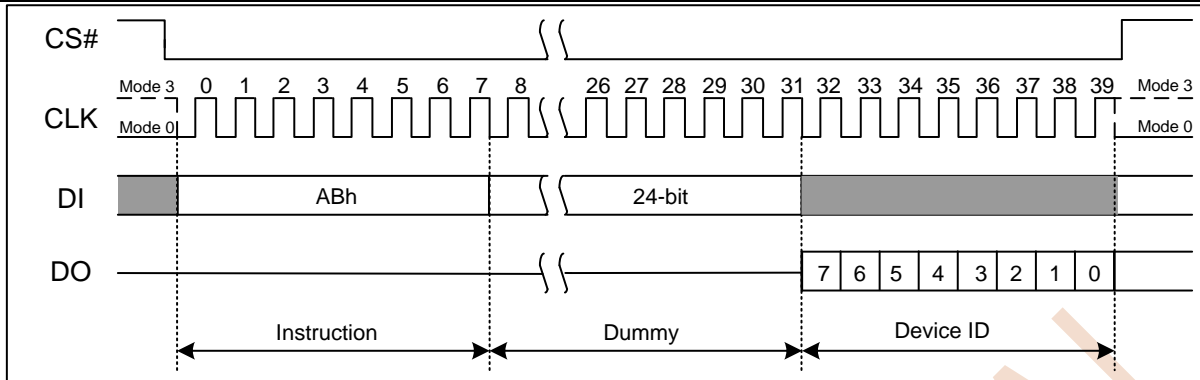 CS#
Mode 3 0 1 2 3 4 5 6 7 8 26 27 28 29 30 31 32 33 34 35 36 37 38 39 Mode 3
CLK
Mode 0 Mode 0
DI ABh 24-bit
DO 7 6 5 4 3 2 1 0
Instruction Dummy Device ID